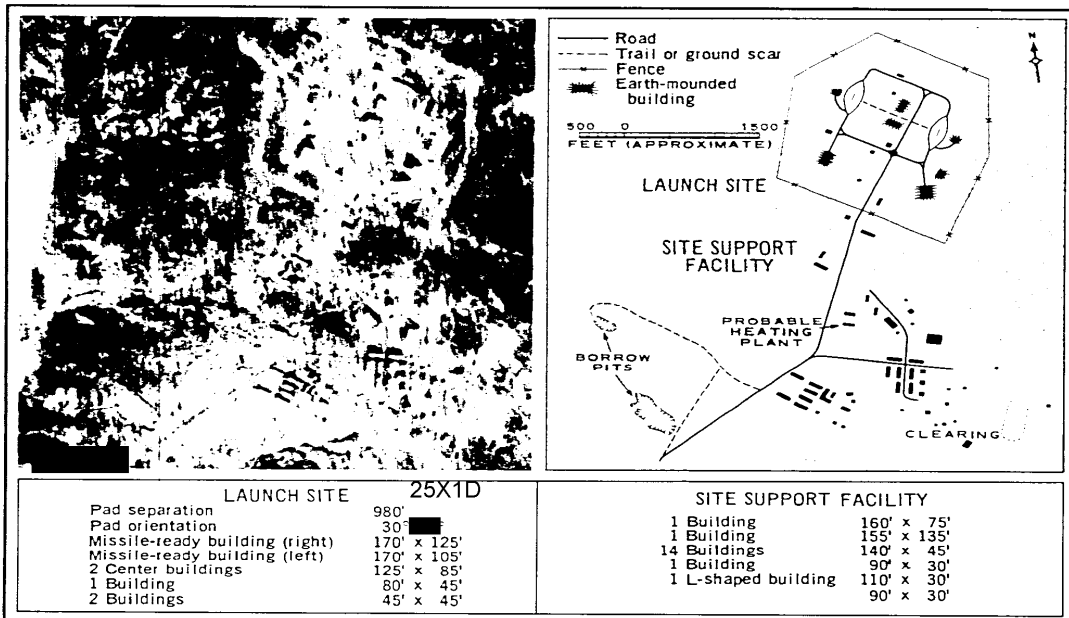 Road
Trail or ground scar
Fence
Earth-mounded
building
N
500 0 1500
FEET (APPROXIMATE)
LAUNCH SITE
SITE SUPPORT
FACILITY
PROBABLE
HEATING
PLANT
BORROW
PITS
CLEARING
LAUNCH SITE 25X1D
Pad separation 980'
Pad orientation 30°
Missile-ready building (right) 170' x 125'
Missile-ready building (left) 170' x 105'
2 Center buildings 125' x 85'
1 Building 80' x 45'
2 Buildings 45' x 45'
SITE SUPPORT FACILITY
1 Building 160' x 75'
1 Building 155' x 135'
14 Buildings 140' x 45'
1 Building 90' x 30'
1 L-shaped building 110' x 30'
90' x 30'